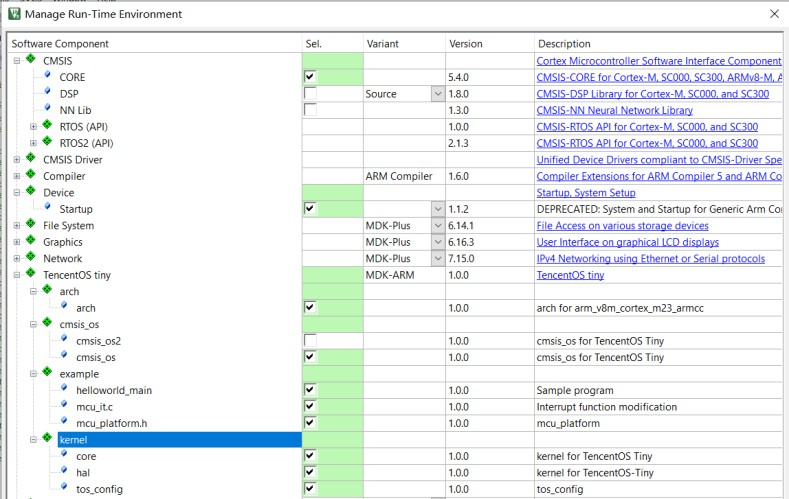 Manage Run-Time Environment
Software Component Sel. Variant Version Description
CMSIS Cortex Microcontroller Software Interface Component
CORE 5.4.0 CMSIS-CORE for Cortex-M, SC000, SC300, ARMv8-M, A
DSP Source 1.8.0 CMSIS-DSP Library for Cortex-M, SC000, and SC300
NN Lib 1.3.0 CMSIS-NN Neural Network Library
RTOS (API) 1.0.0 CMSIS-RTOS API for Cortex-M, SC000, and SC300
RTOS2 (API) 2.1.3 CMSIS-RTOS API for Cortex-M, SC000, and SC300
CMSIS Driver Unified Device Drivers compliant to CMSIS-Driver Spe
Compiler ARM Compiler 1.6.0 Compiler Extensions for ARM Compiler 5 and ARM Co
Device Startup, System Setup
Startup 1.1.2 DEPRECATED: System and Startup for Generic Arm Cor
File System MDK-Plus 6.14.1 File Access on various storage devices
Graphics MDK-Plus 6.16.3 User Interface on graphical LCD displays
Network MDK-Plus 7.15.0 IPv4 Networking using Ethernet or Serial protocols
TencentOS tiny MDK-ARM 1.0.0 TencentOS tiny
arch
arch 1.0.0 arch for arm_v8m_cortex_m23_armcc
cmsis_os
cmsis_os2 1.0.0 cmsis_os for TencentOS Tiny
cmsis_os 1.0.0 cmsis_os for TencentOS Tiny
example
helloworld_main 1.0.0 Sample program
mcu_it.c 1.0.0 Interrupt function modification
mcu_platform.h 1.0.0 mcu_platform
kernel
core 1.0.0 kernel for TencentOS Tiny
hal 1.0.0 kernel for TencentOS-Tiny
tos_config 1.0.0 tos_config